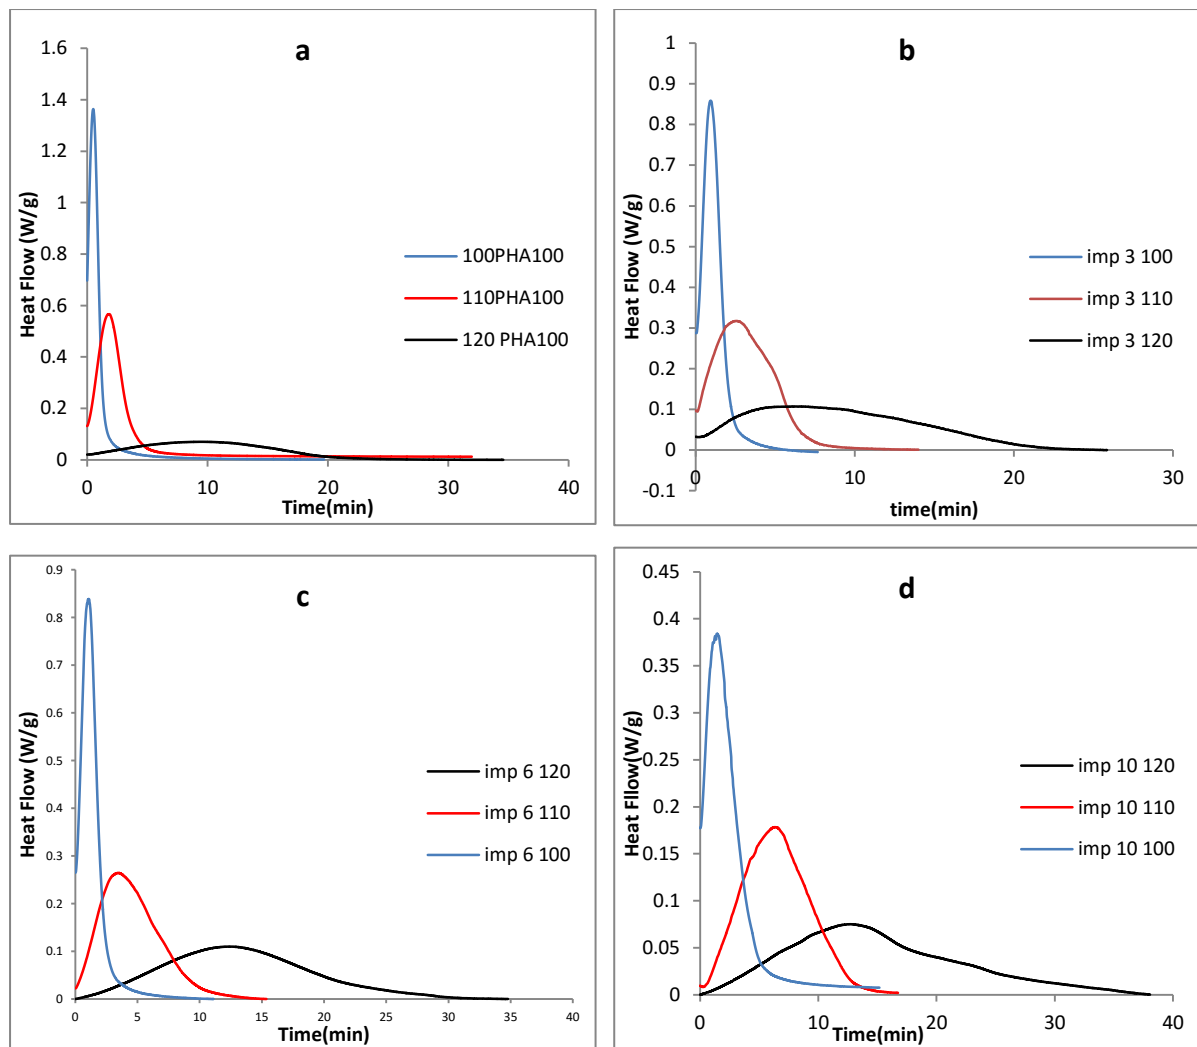 a
1.6
1.4
1.2
1
0.8
0.6
0.4
0.2
0
0 10 20 30 40
Heat Flow (W/g)
Time(min)
100PHA100
110PHA100
120 PHA100
b
1
0.9
0.8
0.7
0.6
0.5
0.4
0.3
0.2
0.1
0
-0.1
0 10 20 30
Heat Flow (W/g)
time(min)
imp 3 100
imp 3 110
imp 3 120
c
0.9
0.8
0.7
0.6
0.5
0.4
0.3
0.2
0.1
0
0 5 10 15 20 25 30 35 40
Heat Flow (W/g)
Time(min)
imp 6 120
imp 6 110
imp 6 100
d
0.45
0.4
0.35
0.3
0.25
0.2
0.15
0.1
0.05
0
0 10 20 30 40
Heat Fllow(W/g)
Time(min)
imp 10 120
imp 10 110
imp 10 100